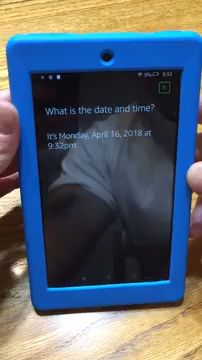 What is the date and time?
It's Monday, April 16, 2018 at
9:32pm.